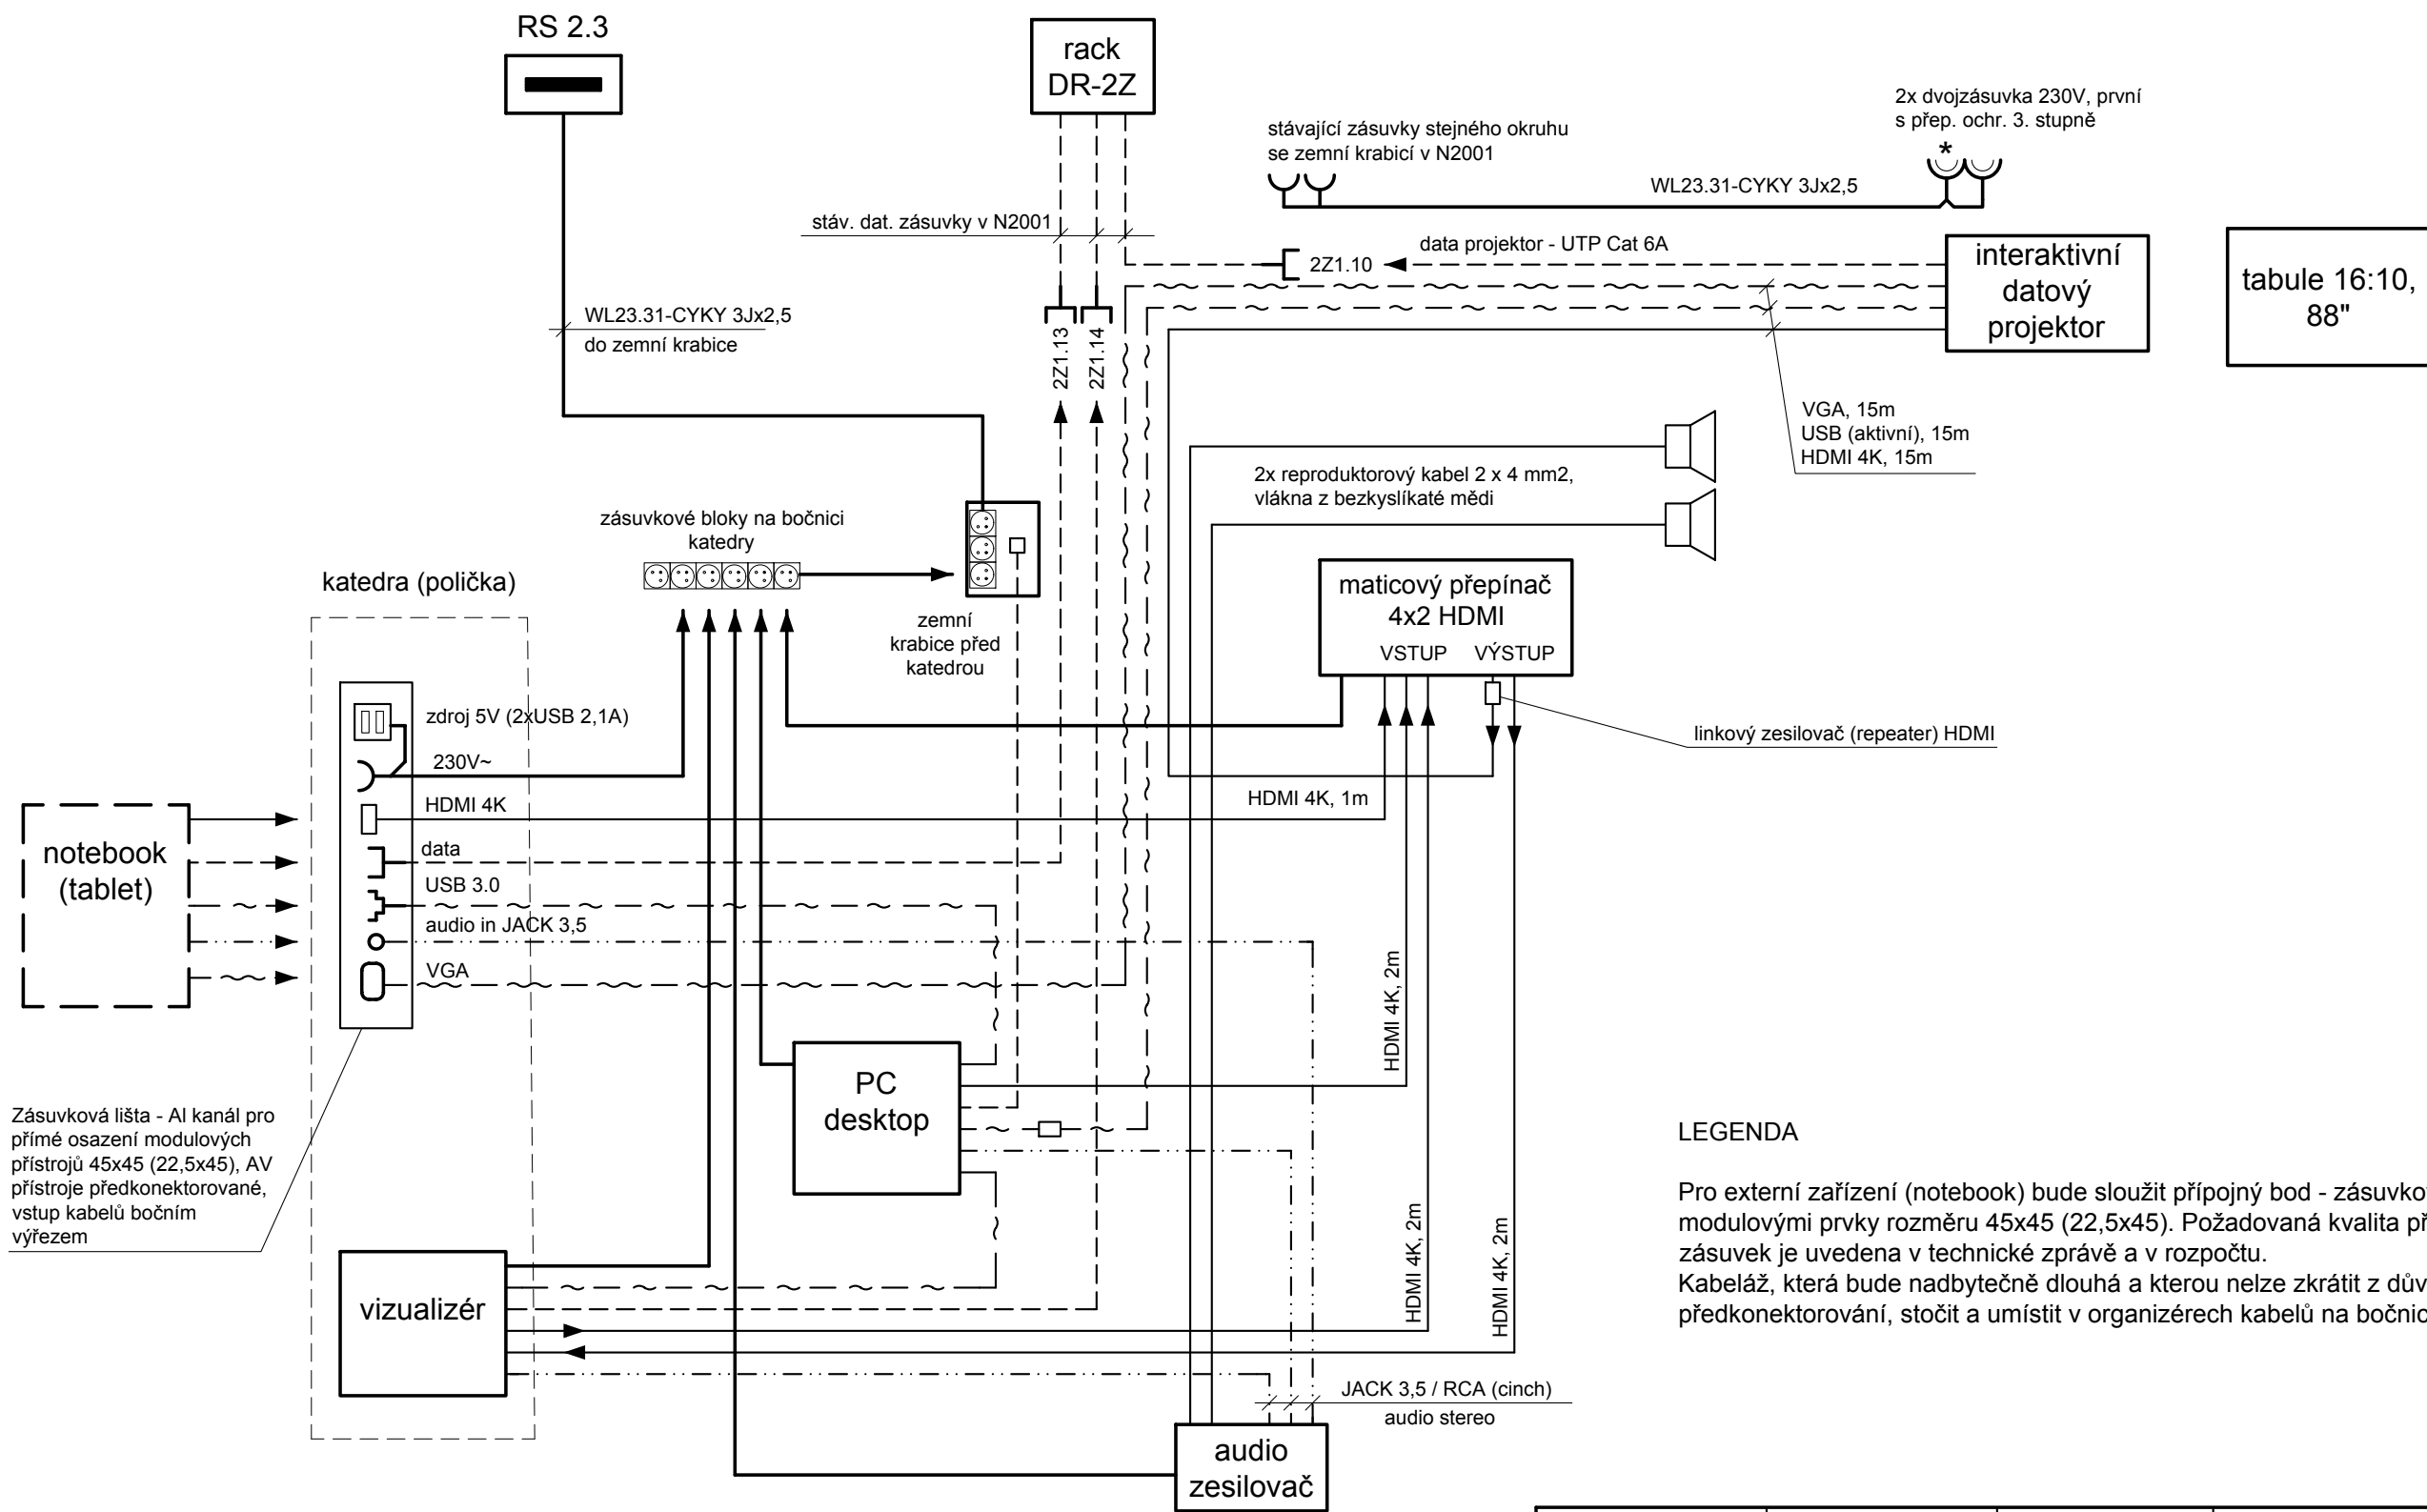 RS 2.3
rack
DR-2Z
2x dvojzásuvka 230V, první
s přep. ochr. 3. stupně
*
stávající zásuvky stejného okruhu
se zemní krabicí v N2001
WL23.31-CYKY 3Jx2,5
stáv. dat. zásuvky v N2001
data projektor - UTP Cat 6A
2Z1.10
interaktivní
datový
projektor
tabule 16:10,
88"
WL23.31-CYKY 3Jx2,5
do zemní krabice
2Z1.13
2Z1.14
VGA, 15m
USB (aktivní), 15m
HDMI 4K, 15m
2x reproduktorový kabel 2 x 4 mm2,
vlákna z bezkyslíkaté mědi
zásuvkové bloky na bočnici
katedry
zemní
krabice před
katedrou
maticový přepínač
4x2 HDMI
VSTUP
VÝSTUP
linkový zesilovač (repeater) HDMI
katedra (polička)
zdroj 5V (2xUSB 2,1A)
230V~
HDMI 4K
HDMI 4K, 1m
data
USB 3.0
audio in JACK 3,5
VGA
notebook
(tablet)
HDMI 4K, 2m
PC
desktop
Zásuvková lišta - Al kanál pro
přímé osazení modulových
přístrojů 45x45 (22,5x45), AV
přístroje předkonektorované,
vstup kabelů bočním
výřezem
HDMI 4K, 2m
HDMI 4K, 2m
vizualizér
JACK 3,5 / RCA (cinch)
audio stereo
audio
zesilovač
LEGENDA
Pro externí zařízení (notebook) bude sloužit přípojný bod - zásuvko
modulovými prvky rozměru 45x45 (22,5x45). Požadovaná kvalita př
zásuvek je uvedena v technické zprávě a v rozpočtu.
Kabeláž, která bude nadbytečně dlouhá a kterou nelze zkrátit z dův
předkonektorování, stočit a umístit v organizérech kabelů na bočnic